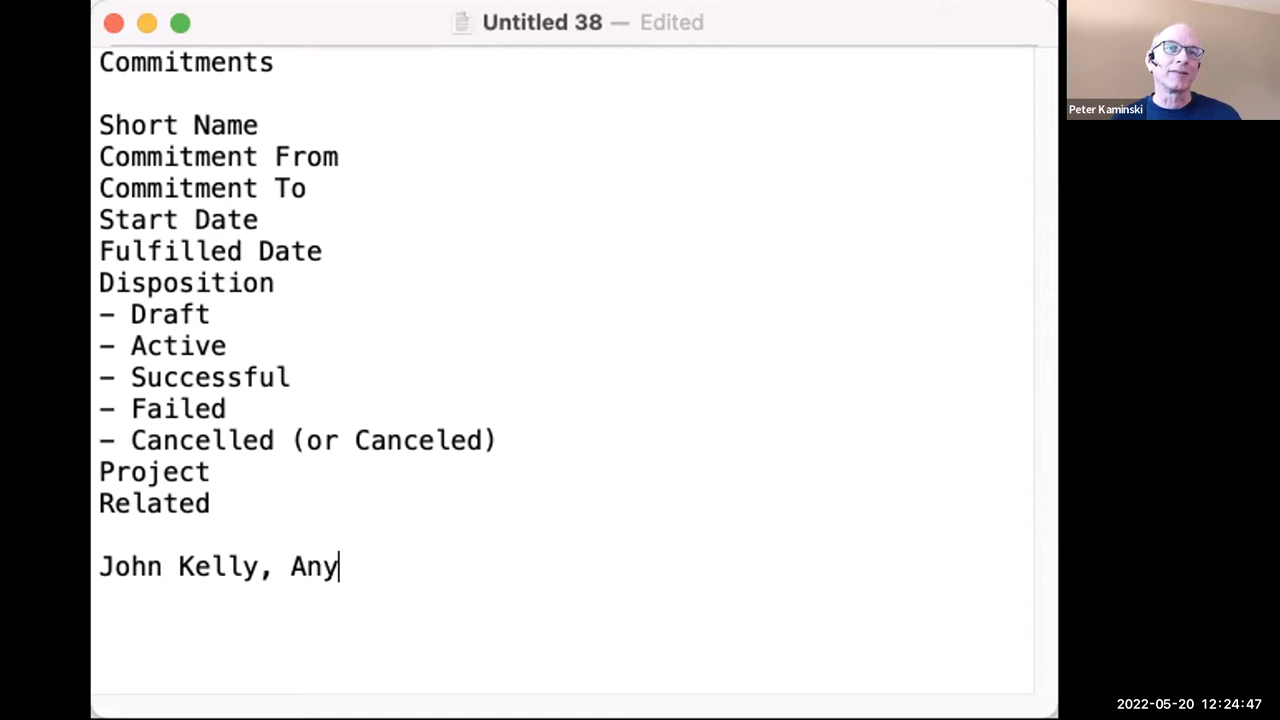 Untitled 38 — Edited
Commitments
Short Name
Commitment From
Commitment To
Start Date
Fulfilled Date
Disposition
- Draft
- Active
- Successful
- Failed
- Cancelled (or Canceled)
Project
Related
John Kelly, Any
Peter Kaminski
2022-05-20 12:24:47